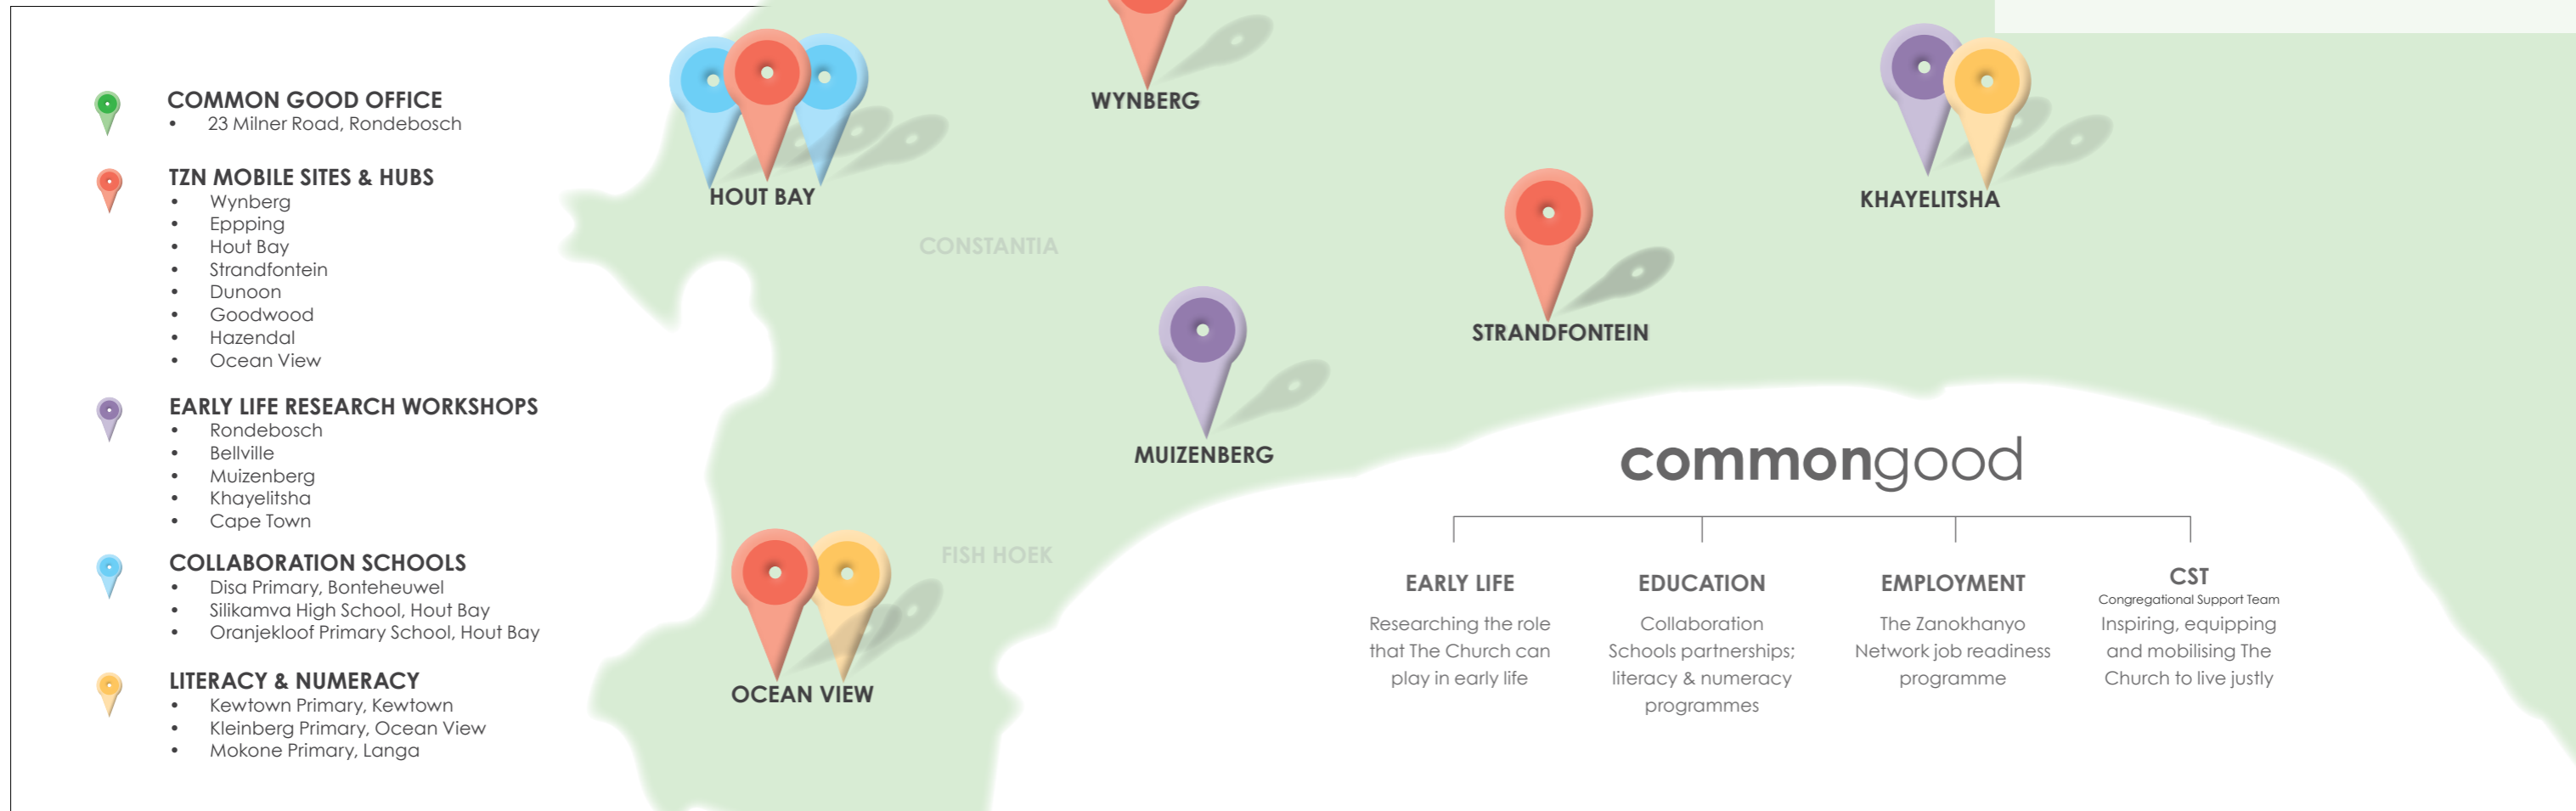 COMMON GOOD OFFICE
• 23 Milner Road, Rondebosch
TZN MOBILE SITES & HUBS
• Wynberg
• Eppping
• Hout Bay
• Strandfontein
• Dunoon
• Goodwood
• Hazendal
• Ocean View
EARLY LIFE RESEARCH WORKSHOPS
• Rondebosch
• Bellville
• Muizenberg
• Khayelitsha
• Cape Town
COLLABORATION SCHOOLS
• Disa Primary, Bonteheuwel
• Silikamva High School, Hout Bay
• Oranjekloof Primary School, Hout Bay
LITERACY & NUMERACY
• Kewtown Primary, Kewtown
• Kleinberg Primary, Ocean View
• Mokone Primary, Langa
WYNBERG
HOUT BAY
KHAYELITSHA
CONSTANTIA
STRANDFONTEIN
MUIZENBERG
FISH HOEK
OCEAN VIEW
commongood
EARLY LIFE
Researching the role
that The Church can
play in early life
EDUCATION
Collaboration
Schools partnerships;
literacy & numeracy
programmes
EMPLOYMENT
The Zanokhanyo
Network job readiness
programme
CST
Congregational Support Team
Inspiring, equipping
and mobilising The
Church to live justly